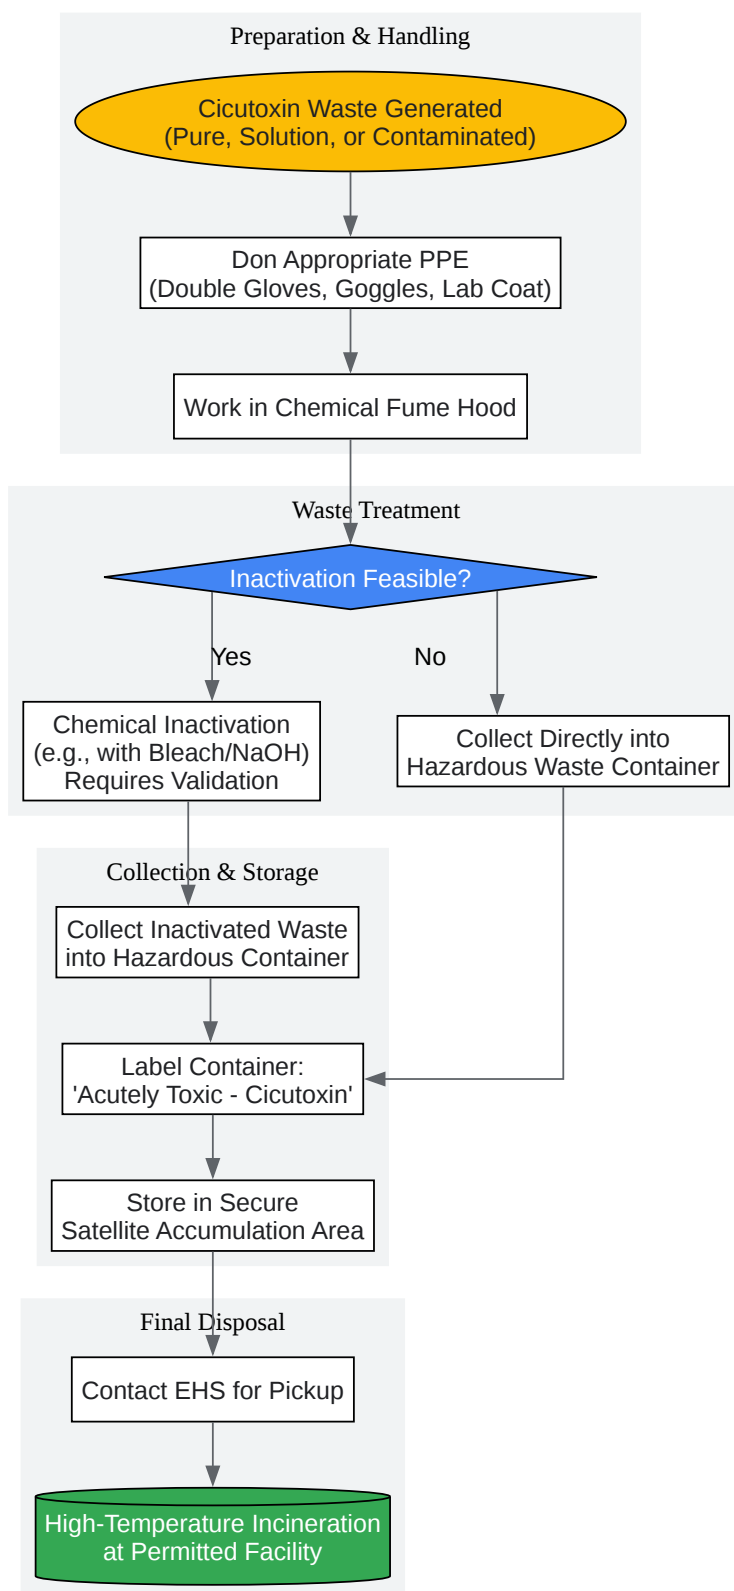 Preparation & Handling
Cicutoxin Waste Generated
(Pure, Solution, or Contaminated)
Don Appropriate PPE
(Double Gloves, Goggles, Lab Coat)
Work in Chemical Fume Hood
Waste Treatment
Inactivation Feasible?
Yes
No
Chemical Inactivation
(e.g., with Bleach/NaOH)
Requires Validation
Collect Directly into
Hazardous Waste Container
Collection & Storage
Collect Inactivated Waste
into Hazardous Container
Label Container:
'Acutely Toxic - Cicutoxin'
Store in Secure
Satellite Accumulation Area
Final Disposal
Contact EHS for Pickup
High-Temperature Incineration
at Permitted Facility